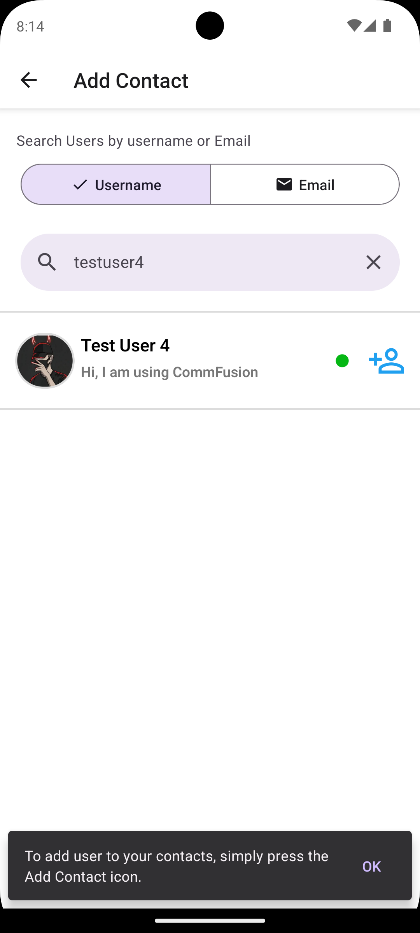 8:14
Add Contact
Search Users by username or Email
Username
Email
testuser4
Test User 4
Hi, I am using CommFusion
To add user to your contacts, simply press the
Add Contact icon.
OK